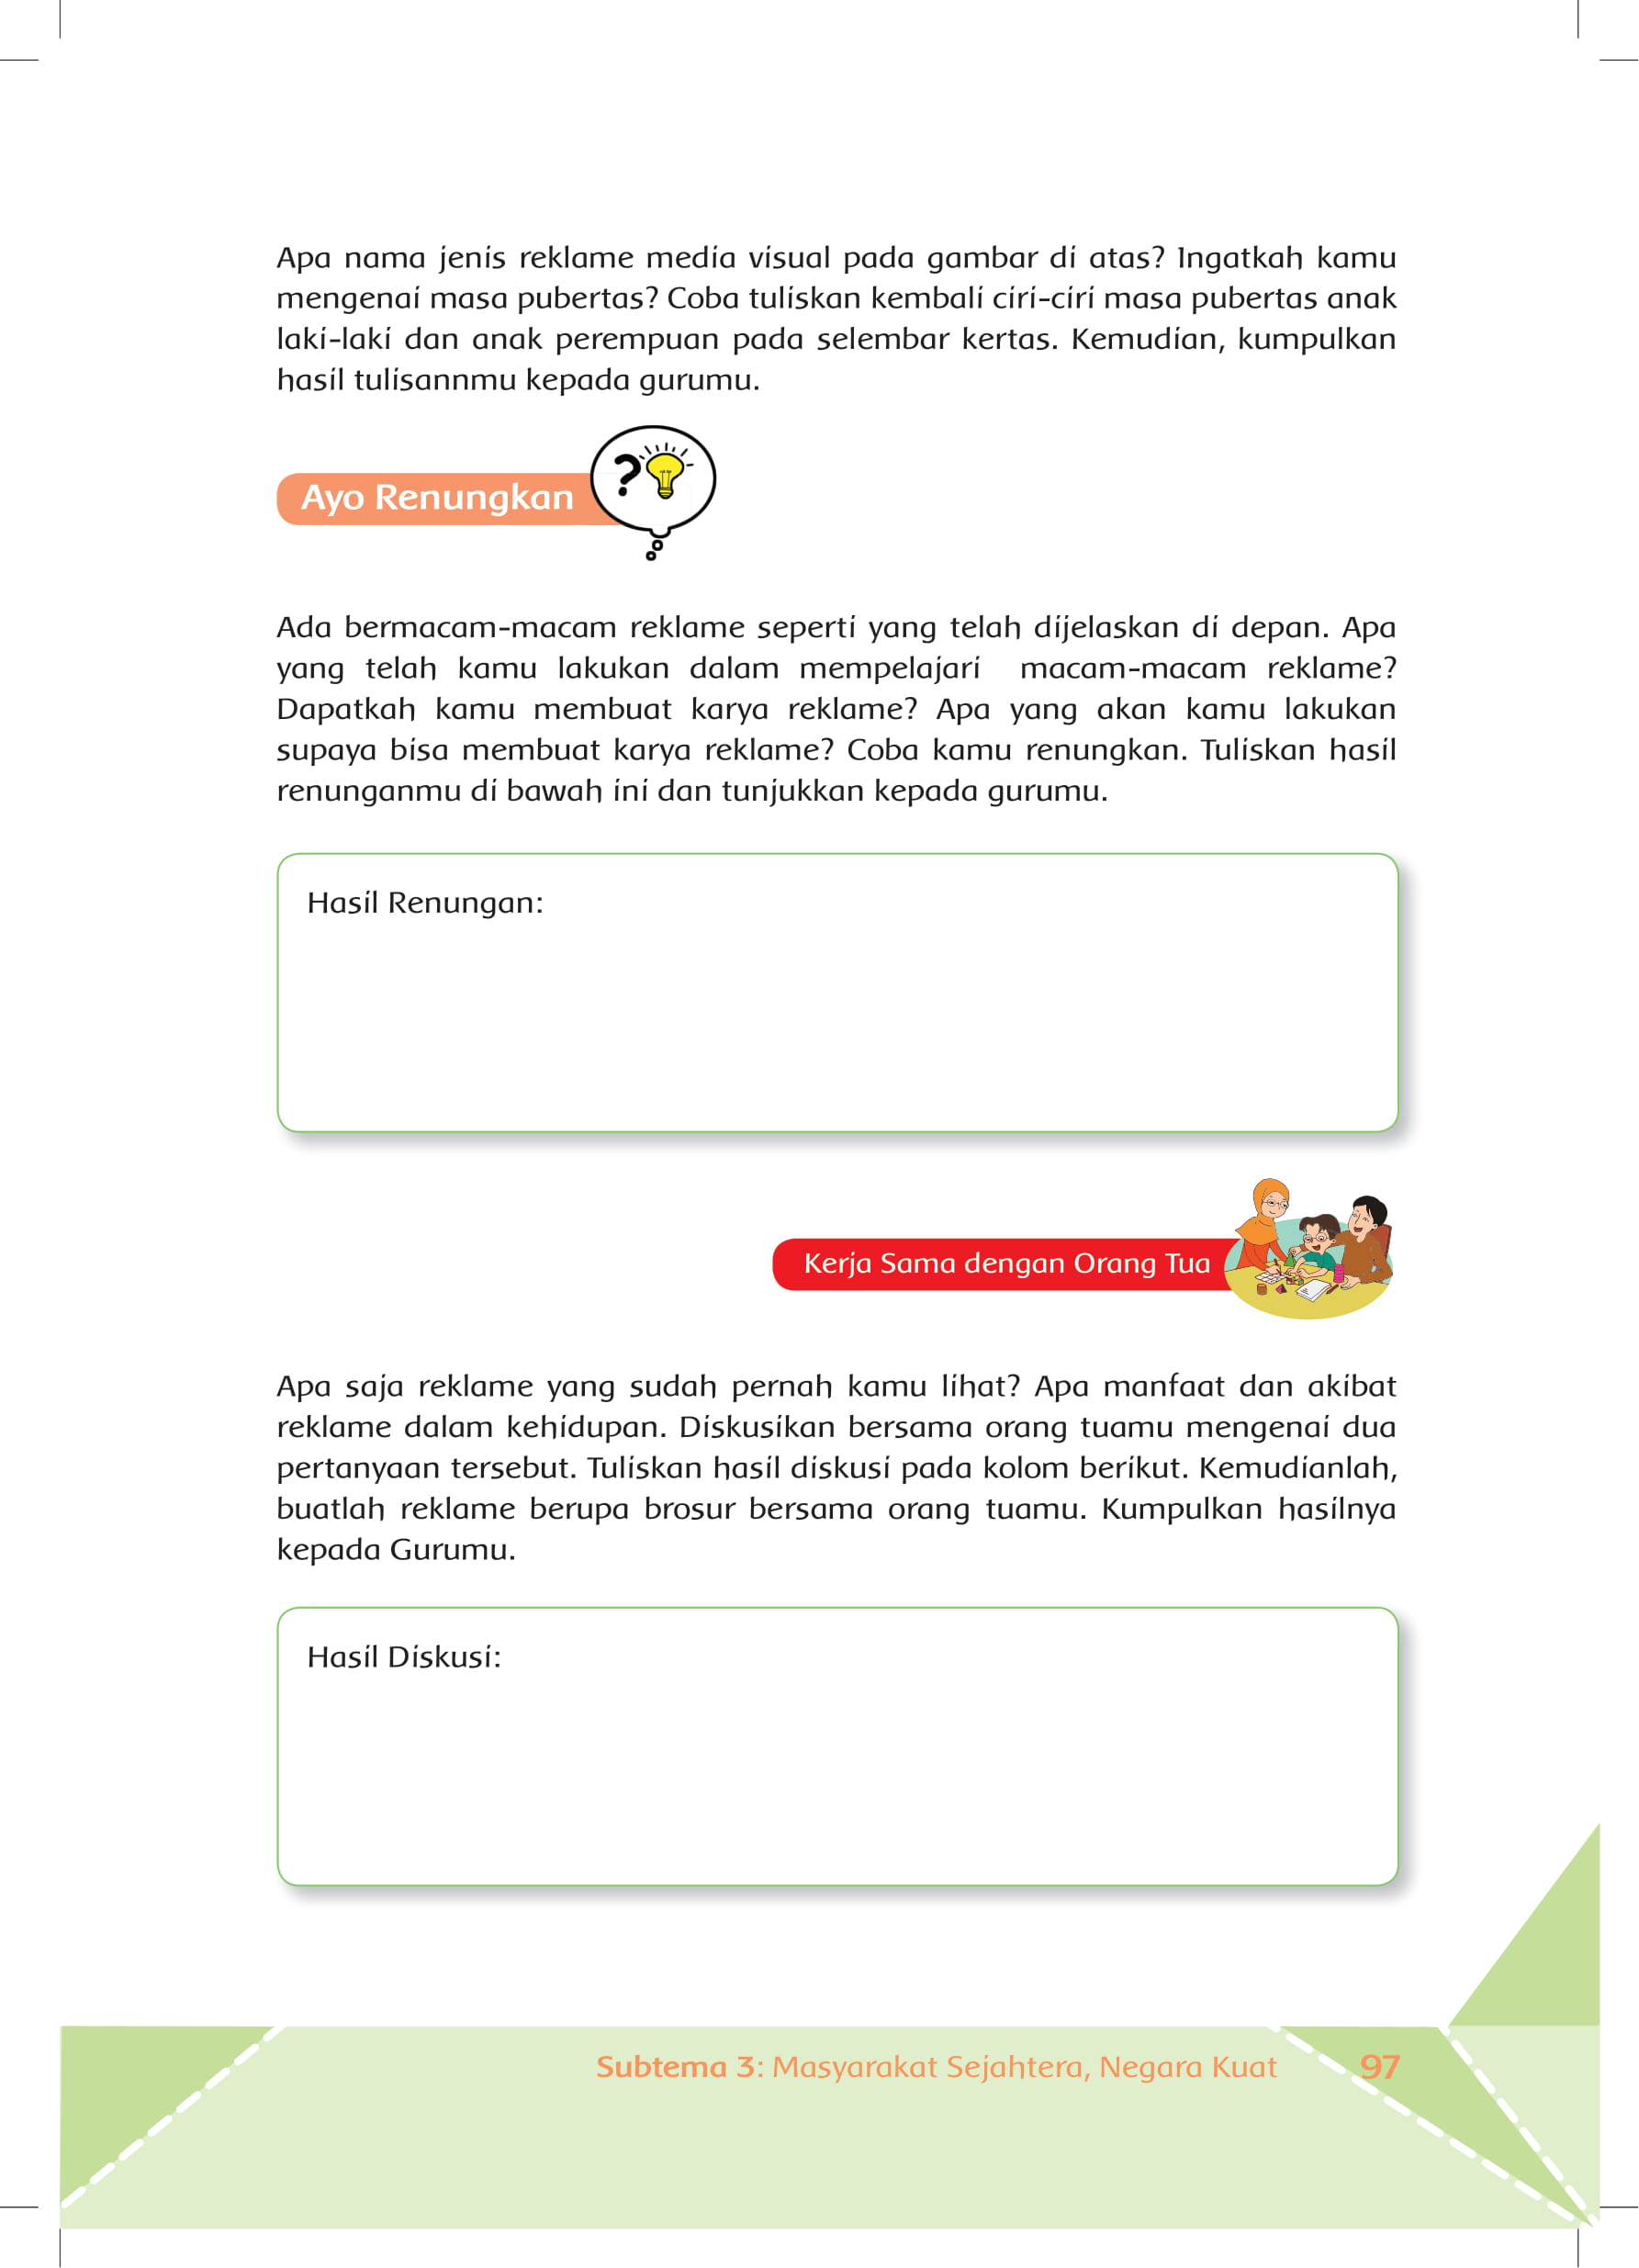 Apa nama jenis reklame media visual pada gambar di atas? Ingatkah kamu
mengenai masa pubertas? Coba tuliskan kembali ciri-ciri masa pubertas anak
laki-laki dan anak perempuan pada selembar kertas. Kemudian, kumpulkan
hasil tulisannmu kepada gurumu.
Ayo Renungkan
Ada bermacam-macam reklame seperti yang telah dijelaskan di depan. Apa
yang telah kamu lakukan dalam mempelajari macam-macam reklame?
Dapatkah kamu membuat karya reklame? Apa yang akan kamu lakukan
supaya bisa membuat karya reklame? Coba kamu renungkan. Tuliskan hasil
renunganmu di bawah ini dan tunjukkan kepada gurumu.
Hasil Renungan:
Kerja Sama dengan Orang Tua
Apa saja reklame yang sudah pernah kamu lihat? Apa manfaat dan akibat
reklame dalam kehidupan. Diskusikan bersama orang tuamu mengenai dua
pertanyaan tersebut. Tuliskan hasil diskusi pada kolom berikut. Kemudianlah,
buatlah reklame berupa brosur bersama orang tuamu. Kumpulkan hasilnya
kepada Gurumu.
Hasil Diskusi:
Subtema 3: Masyarakat Sejahtera, Negara Kuat 97